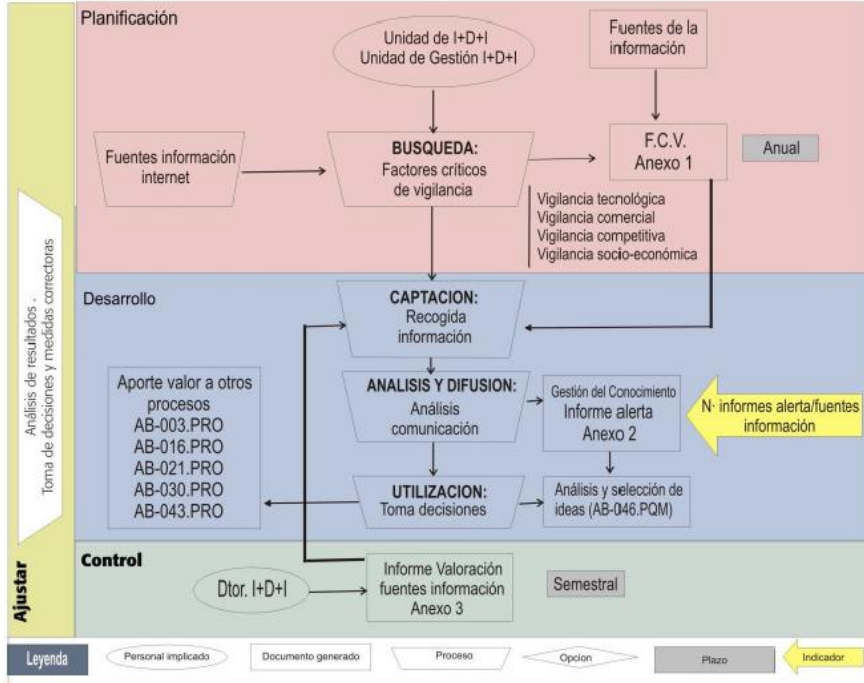 Planificación
Unidad de I+D+I
Unidad de Gestión I+D+I
Fuentes de la
información
Fuentes información
internet
BUSQUEDA:
Factores críticos
de vigilancia
F.C.V.
Anexo 1
Anual
Vigilancia tecnológica
Vigilancia comercial
Vigilancia competitiva
Vigilancia socio-económica
Análisis de resultados .
Toma de decisiones y medidas correctoras
Ajustar
Desarrollo
CAPTACION:
Recogida
información
Aporte valor a otros
procesos
AB-003.PRO
AB-016.PRO
AB-021.PRO
AB-030.PRO
AB-043.PRO
ANALISIS Y DIFUSION:
Análisis
comunicación
Gestión del Conocimiento
Informe alerta
Anexo 2
N· informes alerta/fuentes
información
UTILIZACION:
Toma decisiones
Análisis y selección de
ideas (AB-046.PQM)
Control
Dtor. I+D+I
Informe Valoración
fuentes información
Anexo 3
Semestral
Leyenda
Personal implicado
Documento generado
Proceso
Opcion
Plazo
Indicador